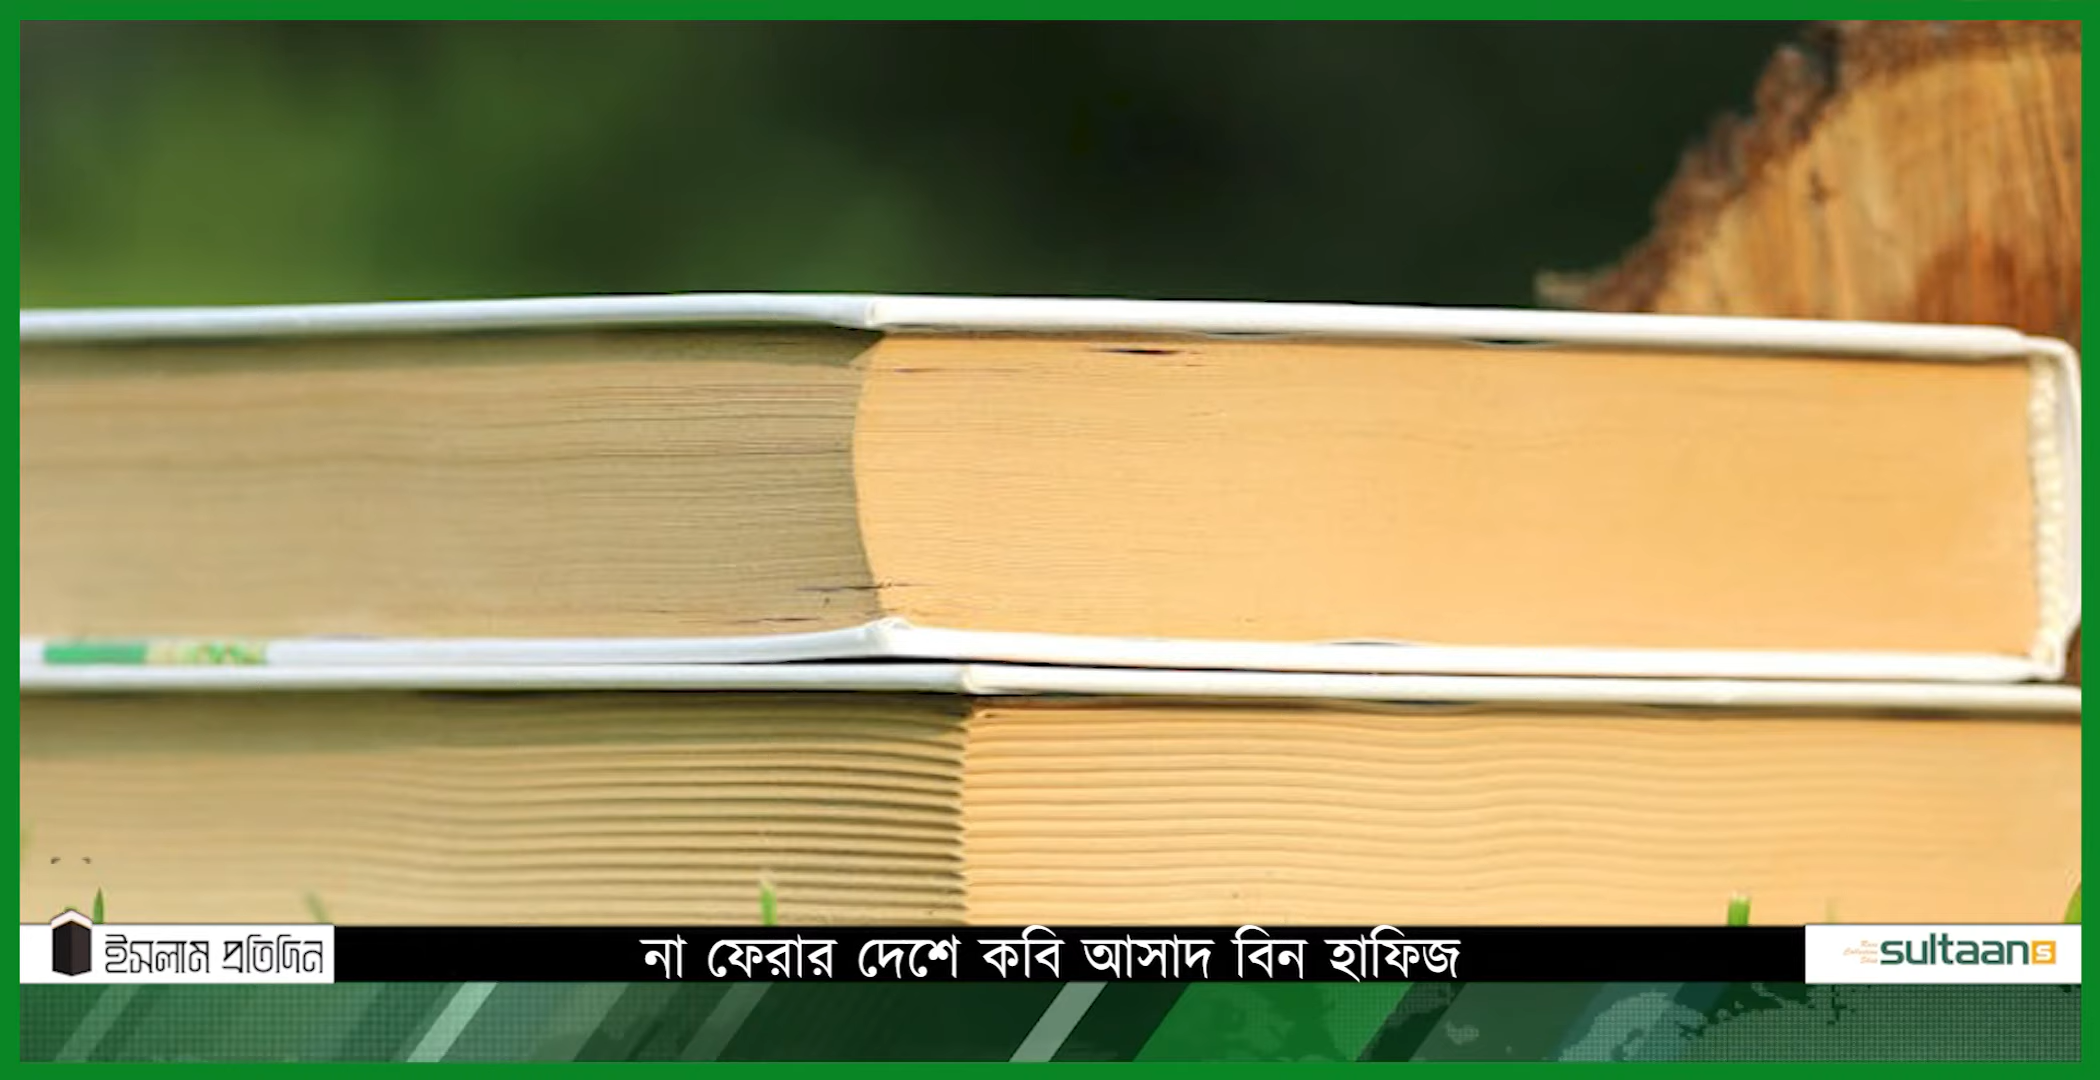 ইসলাম প্রতিদিন
না ফেরার দেশে কবি আসাদ বিন হাফিজ
sultaans